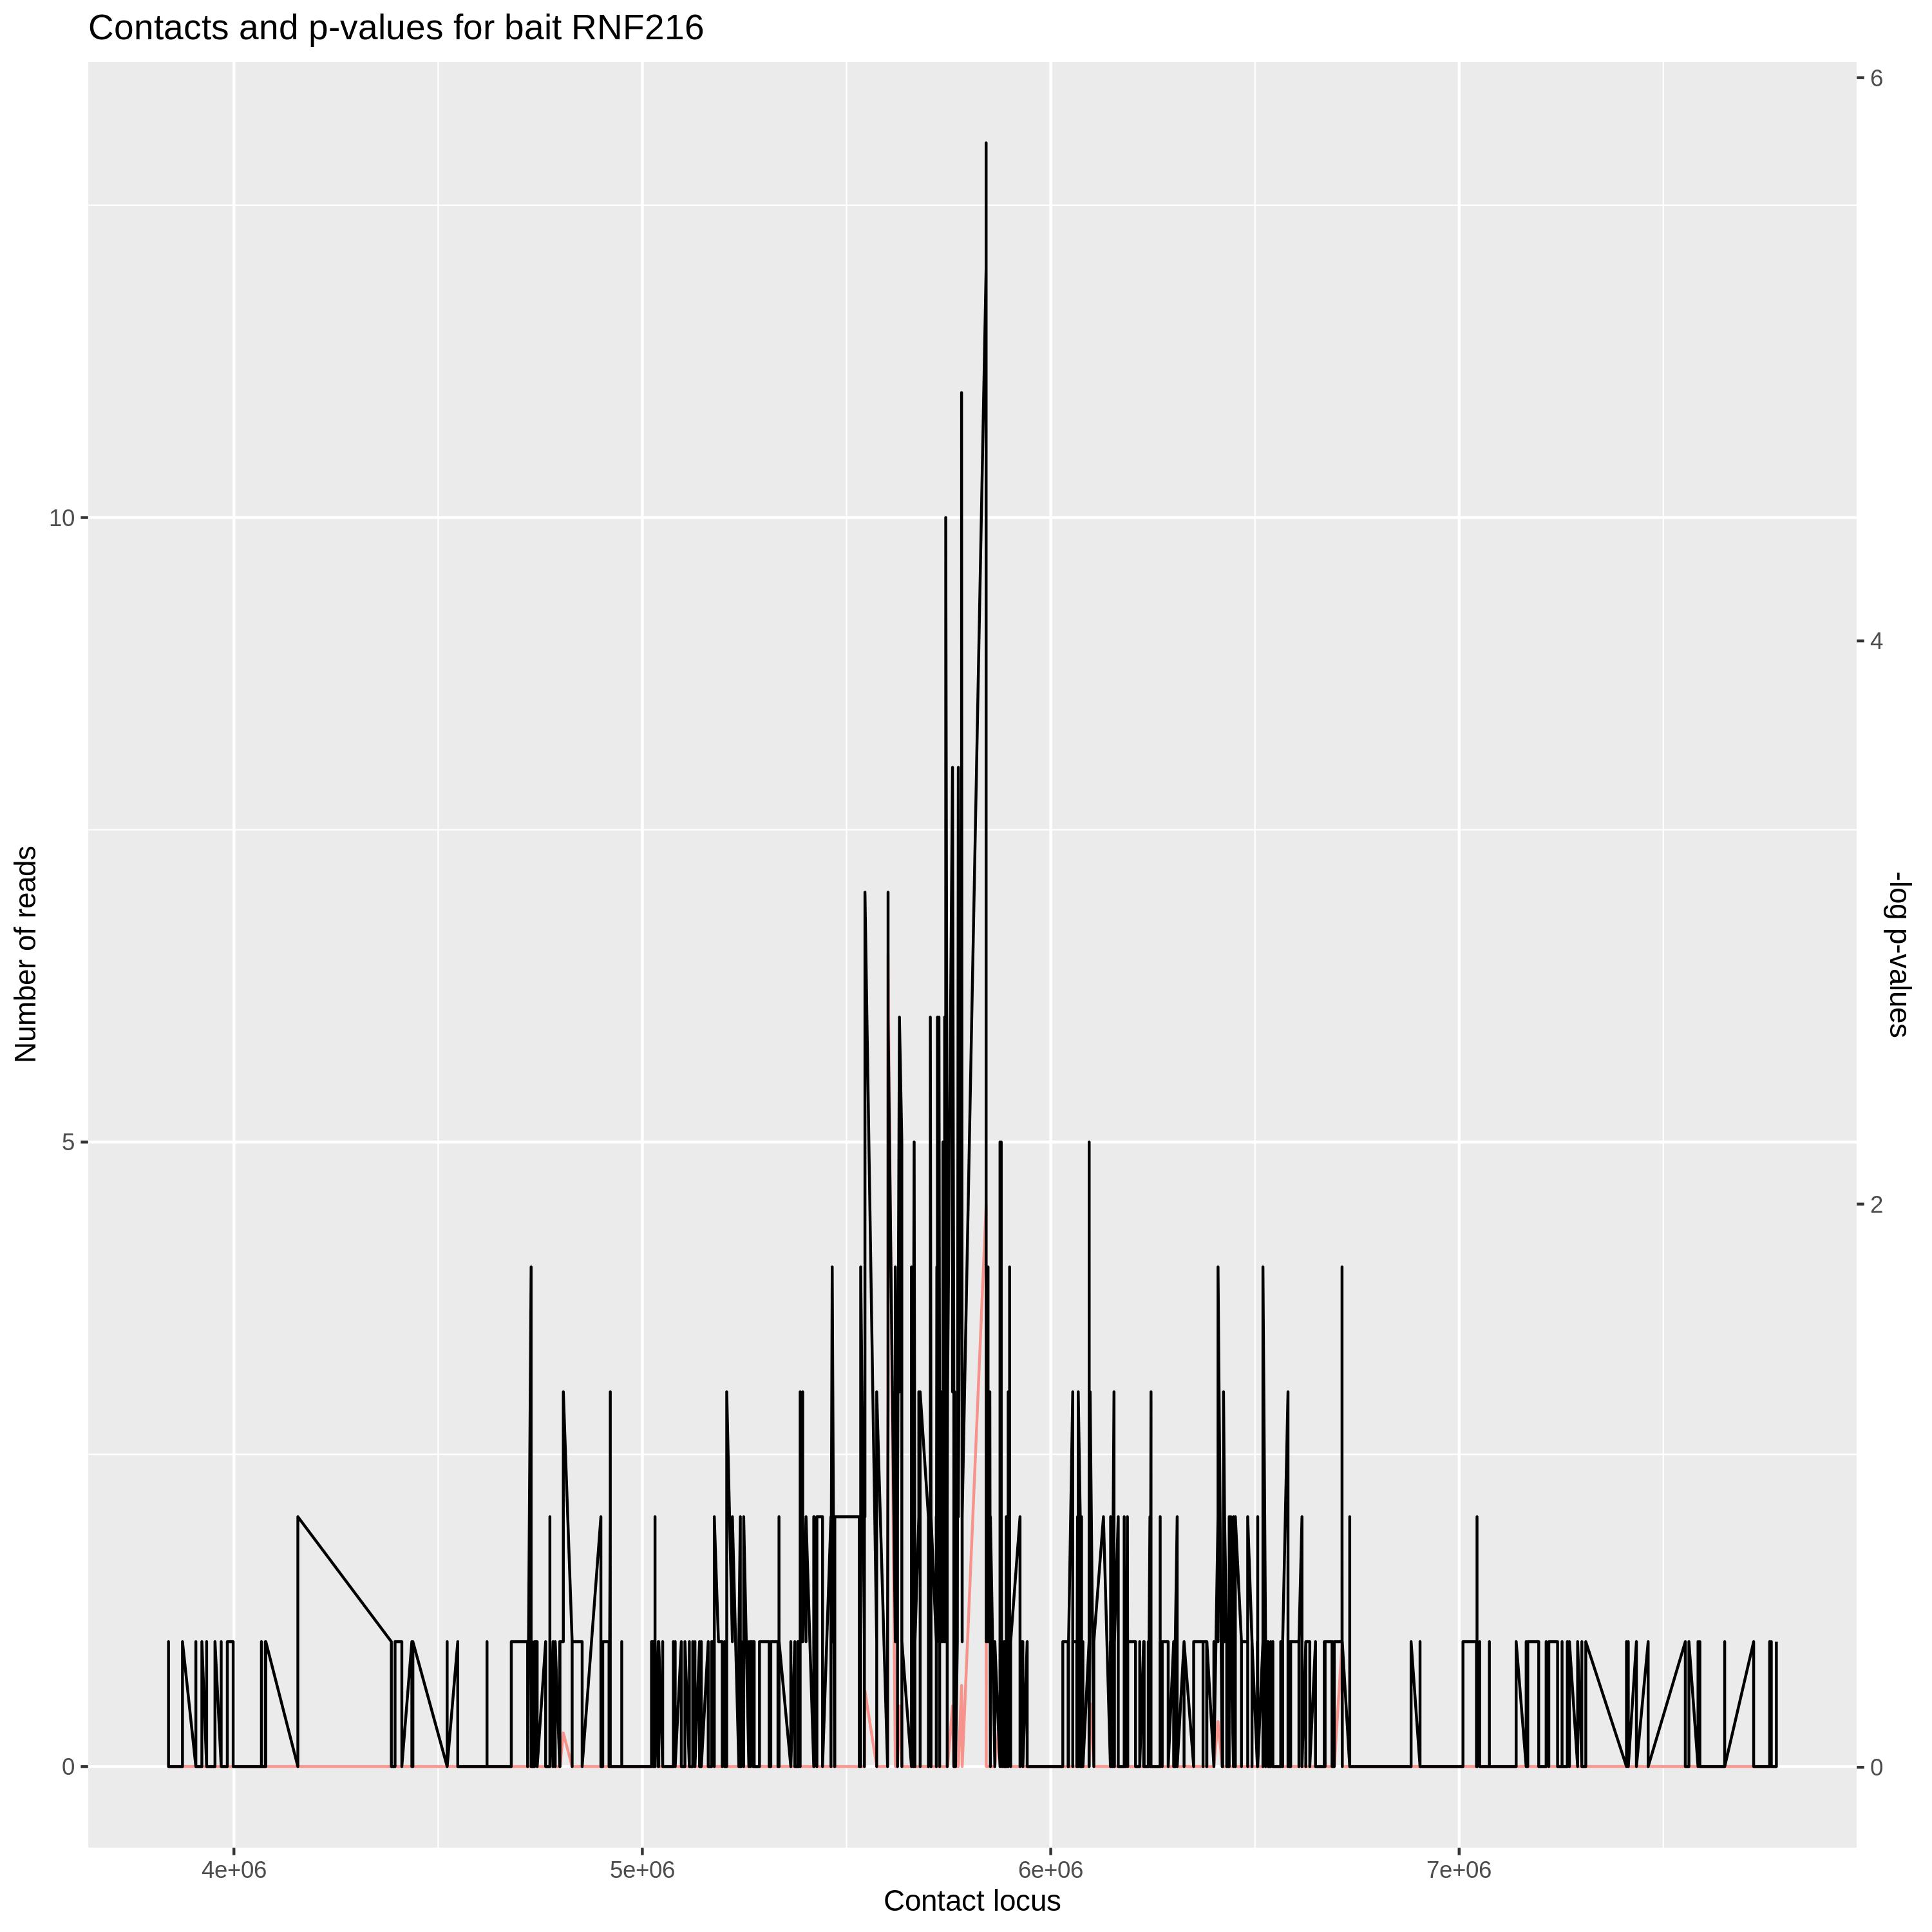 Contacts and p-values for bait RNF216
6
10
4
Number of reads
-log p-values
5
2
0
0
4e+06
5e+06
6e+06
7e+06
Contact locus